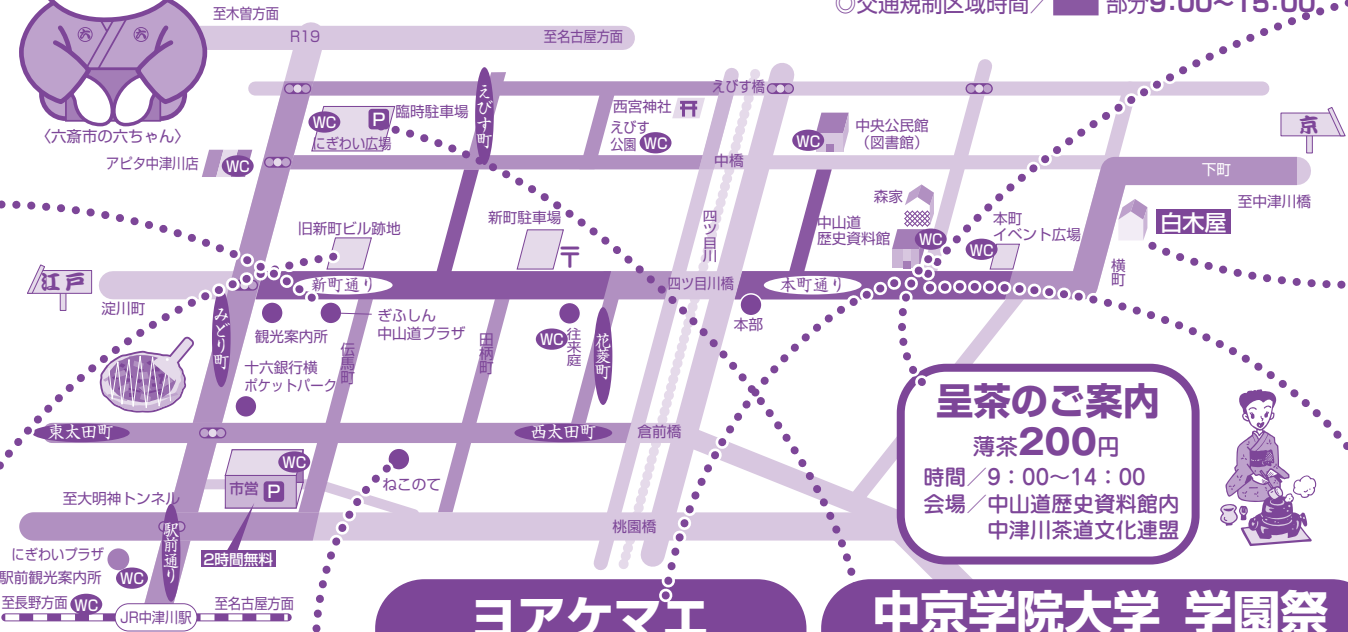 ◎交通規制区域時間／ 部分9:00〜15:00
至木曽方面
R19
至名古屋方面
〈六斎市の六ちゃん〉
えびす橋
WC
P
臨時駐車場
にぎわい広場
えびす町
西宮神社
えびす
公園 WC
WC
中央公民館
（図書館）
京
アピタ中津川店 WC
中橋
下町
至中津川橋
旧新町ビル跡地
新町駐車場
〒
四ツ目川
森家
中山道
歴史資料館 WC
本町
イベント広場
WC
白木屋
横町
江戸
淀川町
新町通り
四ツ目川橋
本町通り
みどり町
観光案内所
ぎふしん
中山道プラザ
伝馬町
田柄町
WC
往来庭
花菱町
本部
十六銀行横
ポケットパーク
東太田町
西太田町
倉前橋
WC
市営 P
ねこのて
至大明神トンネル
駅前通り
2時間無料
桃園橋
にぎわいプラザ
駅前観光案内所 WC
至長野方面 WC
JR中津川駅
至名古屋方面
呈茶のご案内
薄茶200円
時間／9：00〜14：00
会場／中山道歴史資料館内
中津川茶道文化連盟
ヨアケマエ
中京学院大学 学園祭